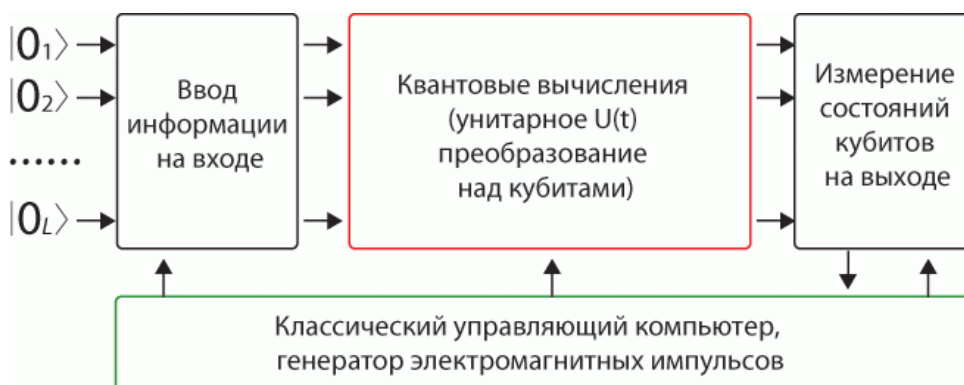 |0₁⟩
|0₂⟩
......
|0_L⟩
Ввод
информации
на входе
Квантовые вычисления
(унитарное U(t)
преобразование
над кубитами)
Измерение
состояний
кубитов
на выходе
Классический управляющий компьютер,
генератор электромагнитных импульсов